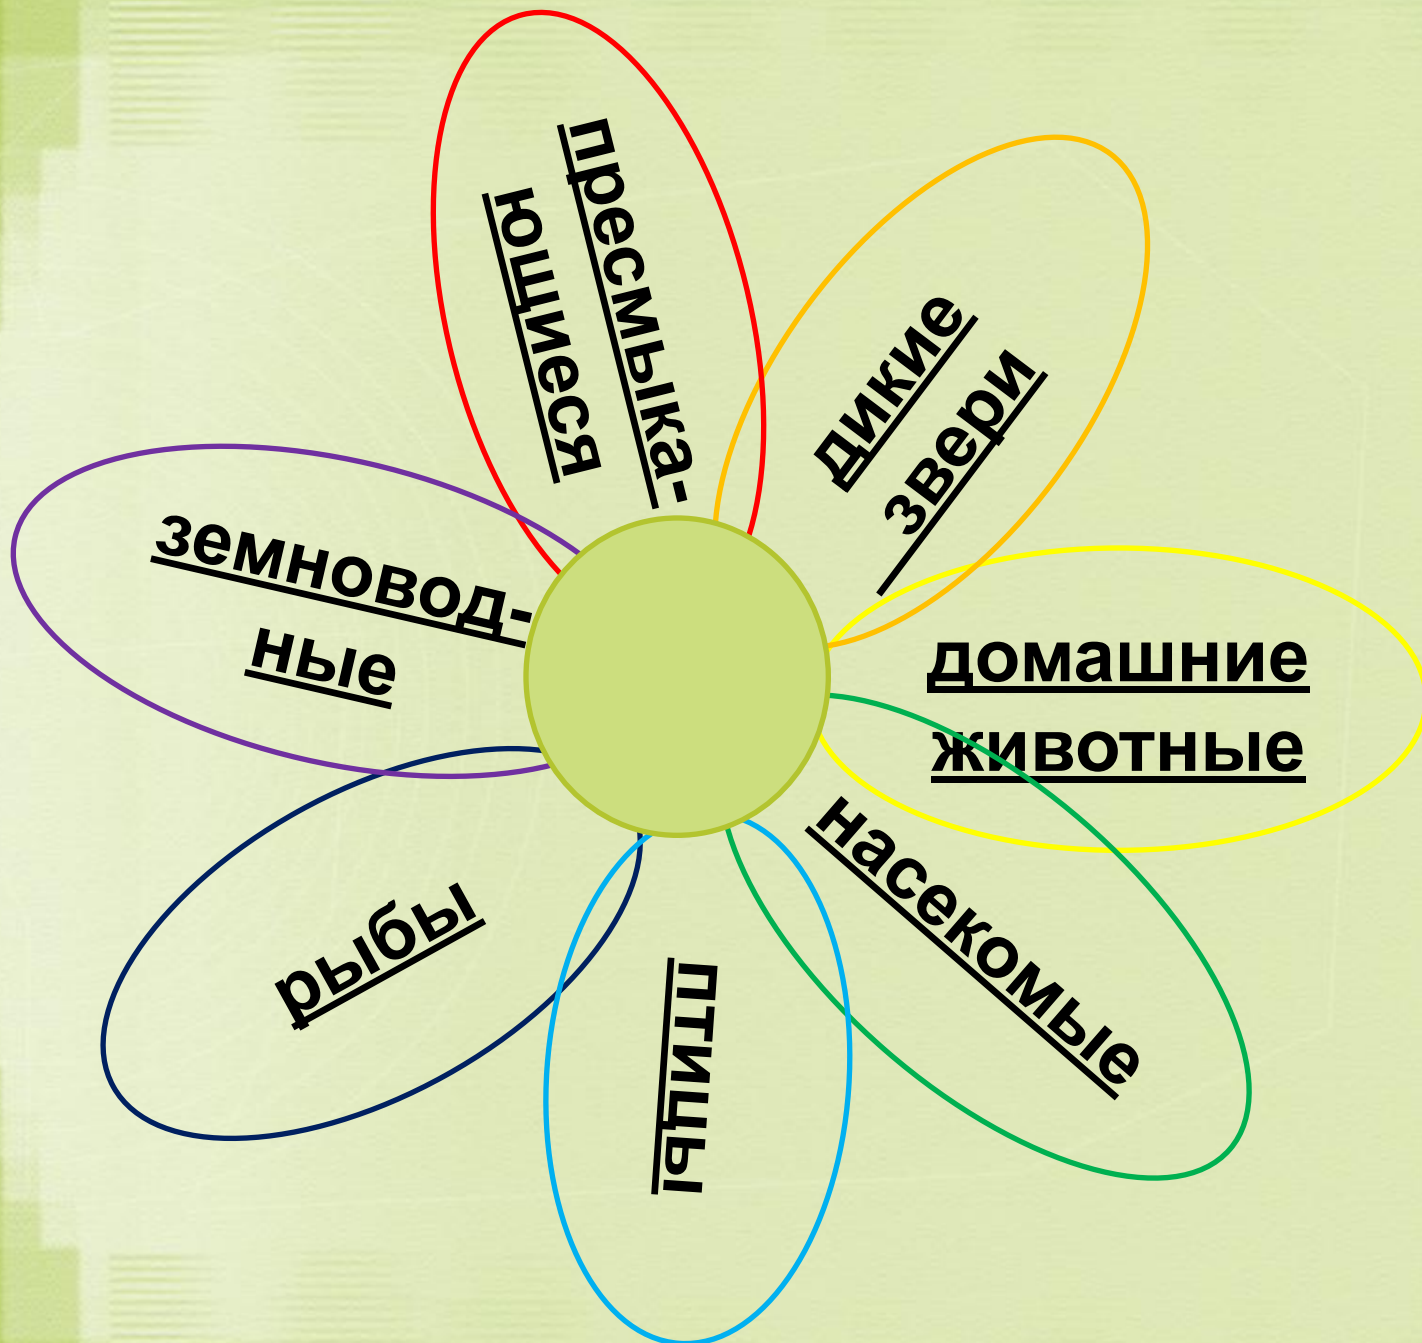 пресмыка-
ющиеся
дикие
звери
домашние
животные
насекомые
птицы
рыбы
земновод-
ные